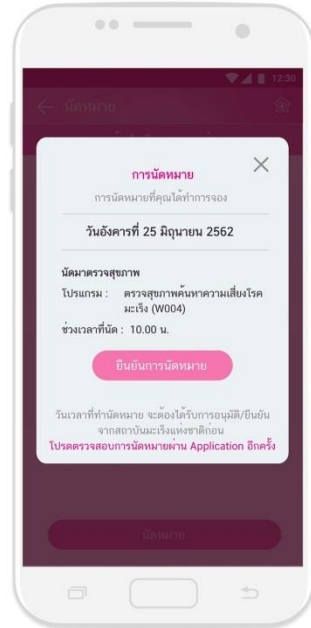 12:30
นัดหมาย
การนัดหมาย
การนัดหมายที่คุณได้ทำการจอง
วันอังคารที่ 25 มิถุนายน 2562
นัดมาตรวจสุขภาพ
โปรแกรม : ตรวจสุขภาพค้นหาความเสี่ยงโรค
มะเร็ง (W004)
ช่วงเวลาที่นัด : 10.00 น.
ยืนยันการนัดหมาย
วันเวลาที่ทำนัดหมาย จะต้องได้รับการอนุมัติ/ยืนยัน
จากสถาบันมะเร็งแห่งชาติก่อน
โปรดตรวจสอบการนัดหมายผ่าน Application อีกครั้ง
นัดหมาย